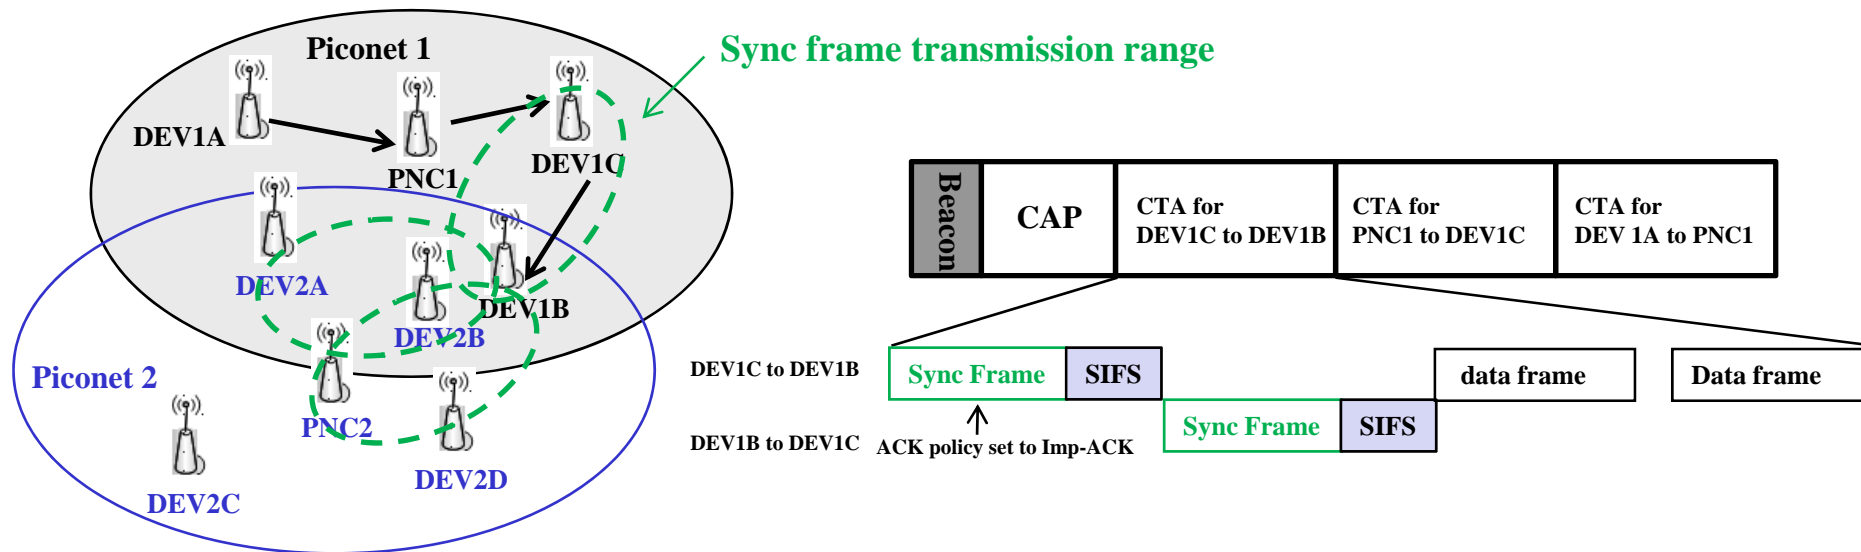 Piconet 1
Sync frame transmission range
DEV1A
PNC1
DEV1C
DEV2A
DEV2B
DEV1B
Piconet 2
PNC2
DEV2C
DEV2D
Beacon
CAP
CTA for
DEV1C to DEV1B
CTA for
PNC1 to DEV1C
CTA for
DEV 1A to PNC1
DEV1C to DEV1B
Sync Frame
SIFS
data frame
Data frame
DEV1B to DEV1C
ACK policy set to Imp-ACK
Sync Frame
SIFS